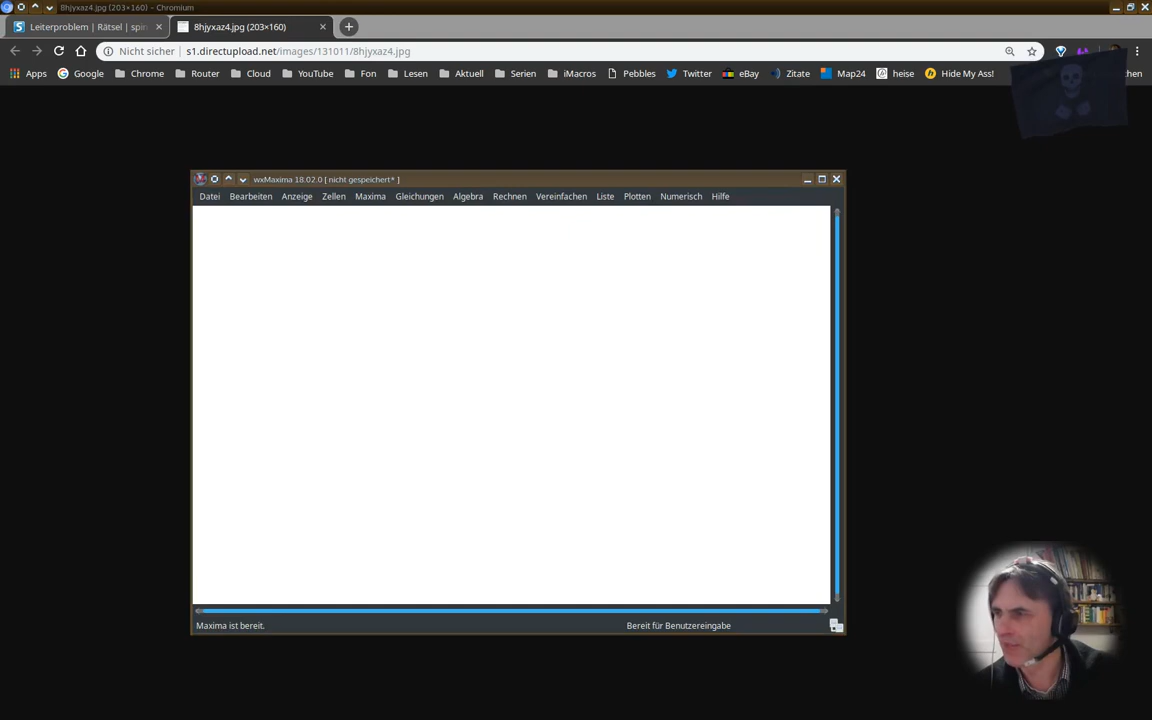 8hjyxaz4.jpg (203×160) – Chromium
Leiterproblem | Rätsel | spin
8hjyxaz4.jpg (203×160)
Nicht sicher | s1.directupload.net/images/131011/8hjyxaz4.jpg
Apps Google Chrome Router Cloud YouTube Fon Lesen Aktuell Serien iMacros Pebbles Twitter eBay Zitate Map24 heise Hide My Ass! chen
wxMaxima 18.02.0 [ nicht gespeichert* ]
Datei Bearbeiten Anzeige Zellen Maxima Gleichungen Algebra Rechnen Vereinfachen Liste Plotten Numerisch Hilfe
Maxima ist bereit. Bereit für Benutzereingabe